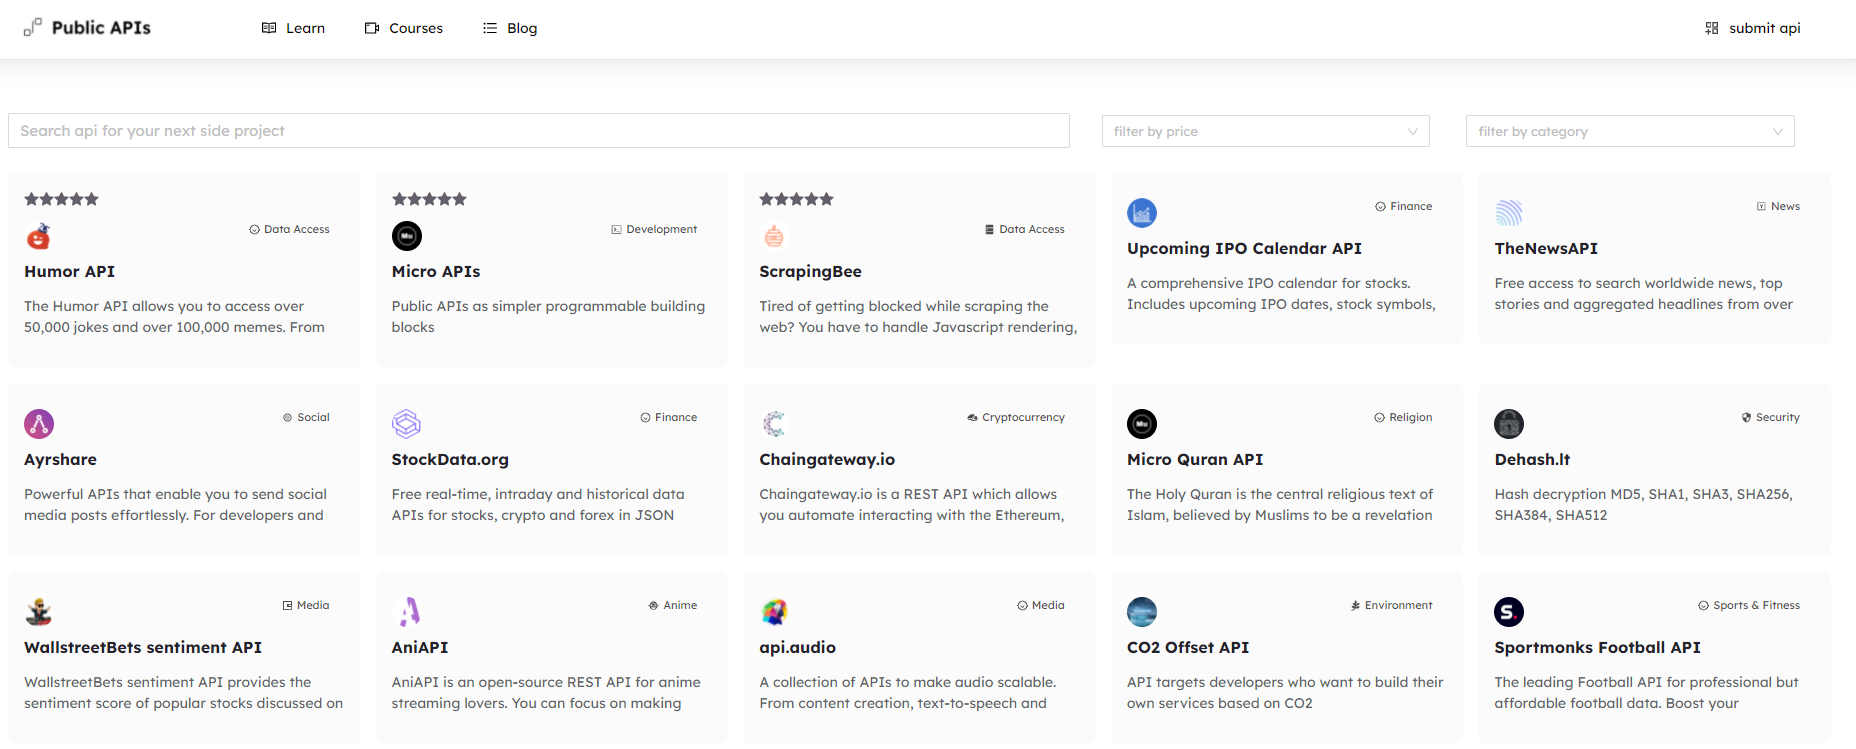 Public APIs
Learn
Courses
Blog
submit api
Search api for your next side project
filter by price
filter by category
Data Access
Humor API
The Humor API allows you to access over
50,000 jokes and over 100,000 memes. From
Mu
Development
Micro APIs
Public APIs as simpler programmable building
blocks
Data Access
ScrapingBee
Tired of getting blocked while scraping the
web? You have to handle Javascript rendering,
Finance
Upcoming IPO Calendar API
A comprehensive IPO calendar for stocks.
Includes upcoming IPO dates, stock symbols,
News
TheNewsAPI
Free access to search worldwide news, top
stories and aggregated headlines from over
Social
Ayrshare
Powerful APIs that enable you to send social
media posts effortlessly. For developers and
Finance
StockData.org
Free real-time, intraday and historical data
APIs for stocks, crypto and forex in JSON
Cryptocurrency
Chaingateway.io
Chaingateway.io is a REST API which allows
you automate interacting with the Ethereum,
Mu
Religion
Micro Quran API
The Holy Quran is the central religious text of
Islam, believed by Muslims to be a revelation
Security
Dehash.lt
Hash decryption MD5, SHA1, SHA3, SHA256,
SHA384, SHA512
Media
WallstreetBets sentiment API
WallstreetBets sentiment API provides the
sentiment score of popular stocks discussed on
Anime
AniAPI
AniAPI is an open-source REST API for anime
streaming lovers. You can focus on making
Media
api.audio
A collection of APIs to make audio scalable.
From content creation, text-to-speech and
Environment
CO2 Offset API
API targets developers who want to build their
own services based on CO2
S.
Sports & Fitness
Sportmonks Football API
The leading Football API for professional but
affordable football data. Boost your